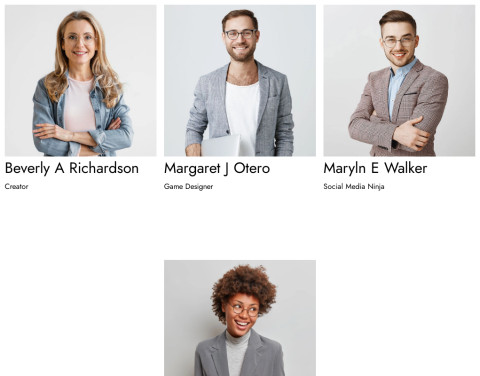 Beverly A Richardson
Creator
Margaret J Otero
Game Designer
Maryln E Walker
Social Media Ninja